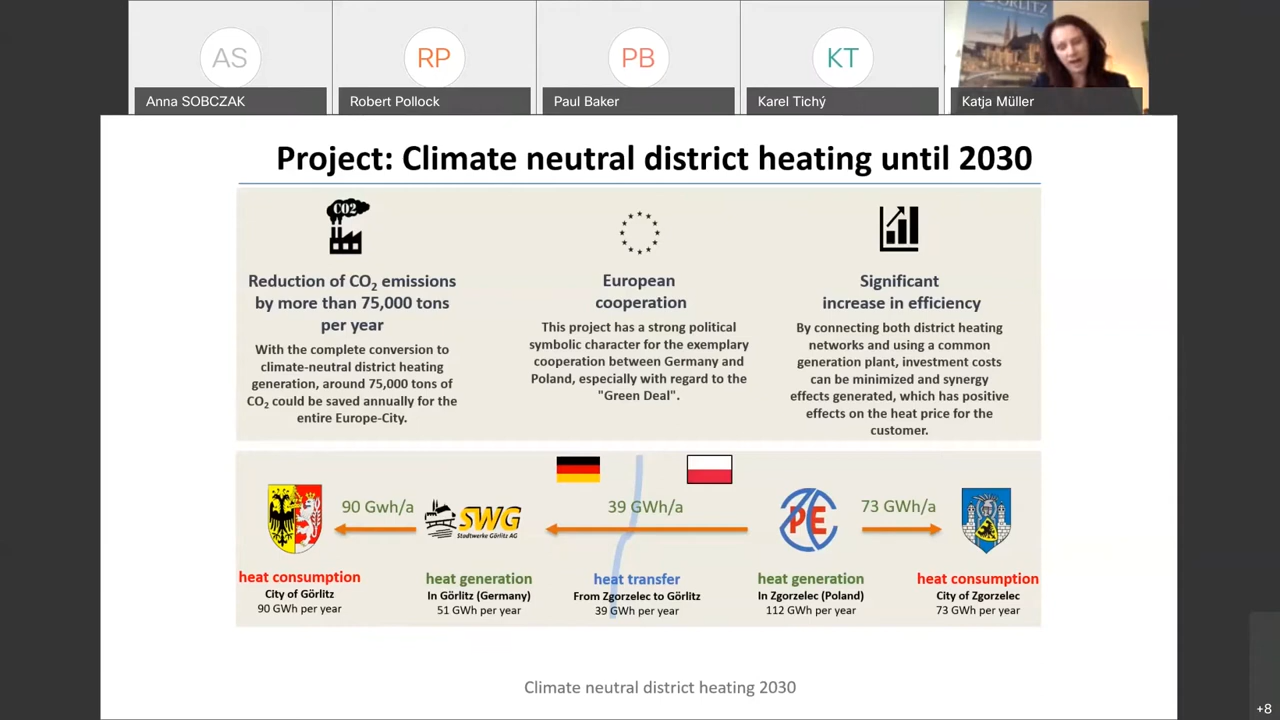 AS
RP
PB
KT
GÖRLITZ
Anna SOBCZAK
Robert Pollock
Paul Baker
Karel Tichý
Katja Müller
Project: Climate neutral district heating until 2030
CO2
Reduction of CO₂ emissions
by more than 75,000 tons
per year
With the complete conversion to
climate-neutral district heating
generation, around 75,000 tons of
CO₂ could be saved annually for the
entire Europe-City.
European
cooperation
This project has a strong political
symbolic character for the exemplary
cooperation between Germany and
Poland, especially with regard to the
"Green Deal".
Significant
increase in efficiency
By connecting both district heating
networks and using a common
generation plant, investment costs
can be minimized and synergy
effects generated, which has positive
effects on the heat price for the
customer.
90 Gwh/a
SWG
Stadtwerke Görlitz AG
39 GWh/a
PE
73 GWh/a
heat consumption
City of Görlitz
90 GWh per year
heat generation
In Görlitz (Germany)
51 GWh per year
heat transfer
From Zgorzelec to Görlitz
39 GWh per year
heat generation
In Zgorzelec (Poland)
112 GWh per year
heat consumption
City of Zgorzelec
73 GWh per year
Climate neutral district heating 2030
+8